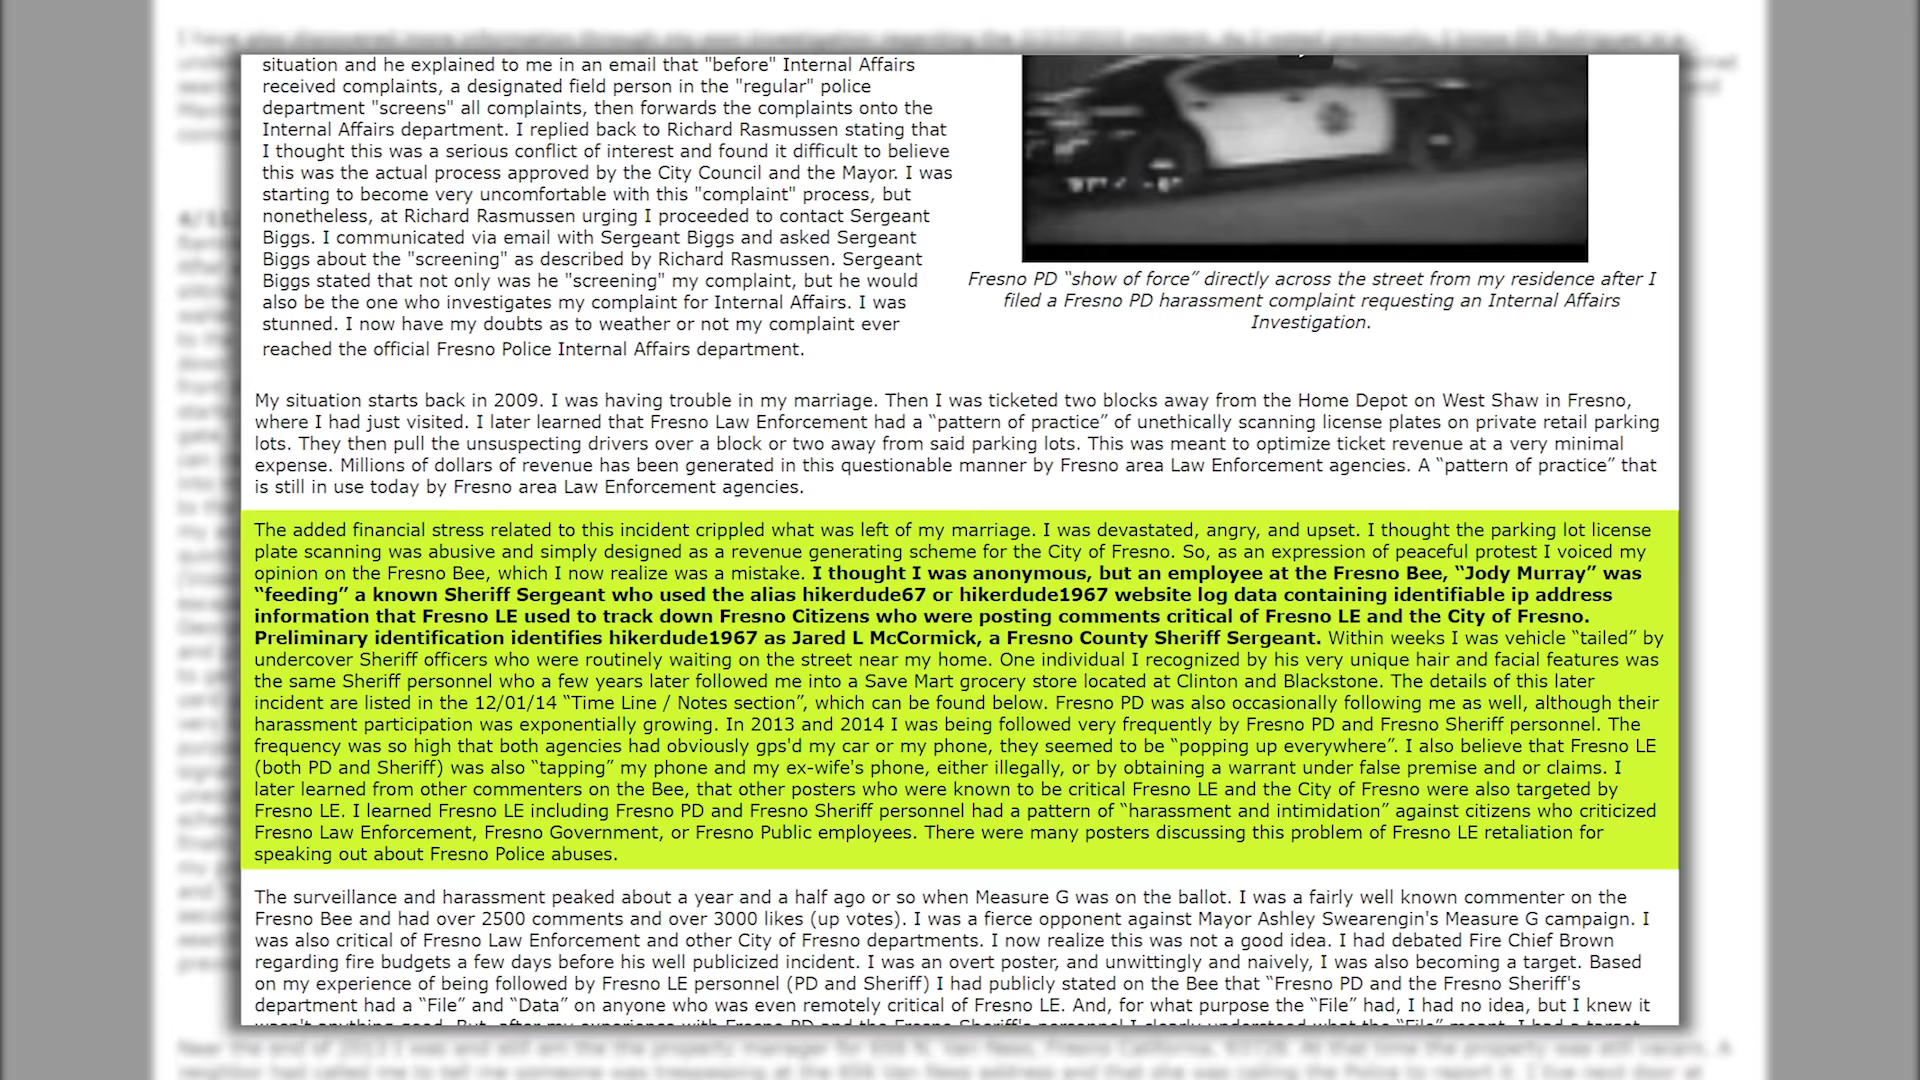 situation and he explained to me in an email that "before" Internal Affairs
received complaints, a designated field person in the "regular" police
department "screens" all complaints, then forwards the complaints onto the
Internal Affairs department. I replied back to Richard Rasmussen stating that
I thought this was a serious conflict of interest and found it difficult to believe
this was the actual process approved by the City Council and the Mayor. I was
starting to become very uncomfortable with this "complaint" process, but
nonetheless, at Richard Rasmussen urging I proceeded to contact Sergeant
Biggs. I communicated via email with Sergeant Biggs and asked Sergeant
Biggs about the "screening" as described by Richard Rasmussen. Sergeant
Biggs stated that not only was he "screening" my complaint, but he would
also be the one who investigates my complaint for Internal Affairs. I was
stunned. I now have my doubts as to weather or not my complaint ever
reached the official Fresno Police Internal Affairs department.
Fresno PD “show of force” directly across the street from my residence after I
filed a Fresno PD harassment complaint requesting an Internal Affairs
Investigation.
My situation starts back in 2009. I was having trouble in my marriage. Then I was ticketed two blocks away from the Home Depot on West Shaw in Fresno,
where I had just visited. I later learned that Fresno Law Enforcement had a “pattern of practice” of unethically scanning license plates on private retail parking
lots. They then pull the unsuspecting drivers over a block or two away from said parking lots. This was meant to optimize ticket revenue at a very minimal
expense. Millions of dollars of revenue has been generated in this questionable manner by Fresno area Law Enforcement agencies. A “pattern of practice” that
is still in use today by Fresno area Law Enforcement agencies.
The added financial stress related to this incident crippled what was left of my marriage. I was devastated, angry, and upset. I thought the parking lot license
plate scanning was abusive and simply designed as a revenue generating scheme for the City of Fresno. So, as an expression of peaceful protest I voiced my
opinion on the Fresno Bee, which I now realize was a mistake. I thought I was anonymous, but an employee at the Fresno Bee, “Jody Murray” was
“feeding” a known Sheriff Sergeant who used the alias hikerdude67 or hikerdude1967 website log data containing identifiable ip address
information that Fresno LE used to track down Fresno Citizens who were posting comments critical of Fresno LE and the City of Fresno.
Preliminary identification identifies hikerdude1967 as Jared L McCormick, a Fresno County Sheriff Sergeant. Within weeks I was vehicle “tailed” by
undercover Sheriff officers who were routinely waiting on the street near my home. One individual I recognized by his very unique hair and facial features was
the same Sheriff personnel who a few years later followed me into a Save Mart grocery store located at Clinton and Blackstone. The details of this later
incident are listed in the 12/01/14 “Time Line / Notes section”, which can be found below. Fresno PD was also occasionally following me as well, although their
harassment participation was exponentially growing. In 2013 and 2014 I was being followed very frequently by Fresno PD and Fresno Sheriff personnel. The
frequency was so high that both agencies had obviously gps'd my car or my phone, they seemed to be “popping up everywhere”. I also believe that Fresno LE
(both PD and Sheriff) was also “tapping” my phone and my ex-wife's phone, either illegally, or by obtaining a warrant under false premise and or claims. I
later learned from other commenters on the Bee, that other posters who were known to be critical Fresno LE and the City of Fresno were also targeted by
Fresno LE. I learned Fresno LE including Fresno PD and Fresno Sheriff personnel had a pattern of “harassment and intimidation” against citizens who criticized
Fresno Law Enforcement, Fresno Government, or Fresno Public employees. There were many posters discussing this problem of Fresno LE retaliation for
speaking out about Fresno Police abuses.
The surveillance and harassment peaked about a year and a half ago or so when Measure G was on the ballot. I was a fairly well known commenter on the
Fresno Bee and had over 2500 comments and over 3000 likes (up votes). I was a fierce opponent against Mayor Ashley Swearengin's Measure G campaign. I
was also critical of Fresno Law Enforcement and other City of Fresno departments. I now realize this was not a good idea. I had debated Fire Chief Brown
regarding fire budgets a few days before his well publicized incident. I was an overt poster, and unwittingly and naively, I was also becoming a target. Based
on my experience of being followed by Fresno LE personnel (PD and Sheriff) I had publicly stated on the Bee that “Fresno PD and the Fresno Sheriff's
department had a “File” and “Data” on anyone who was even remotely critical of Fresno LE. And, for what purpose the “File” had, I had no idea, but I knew it